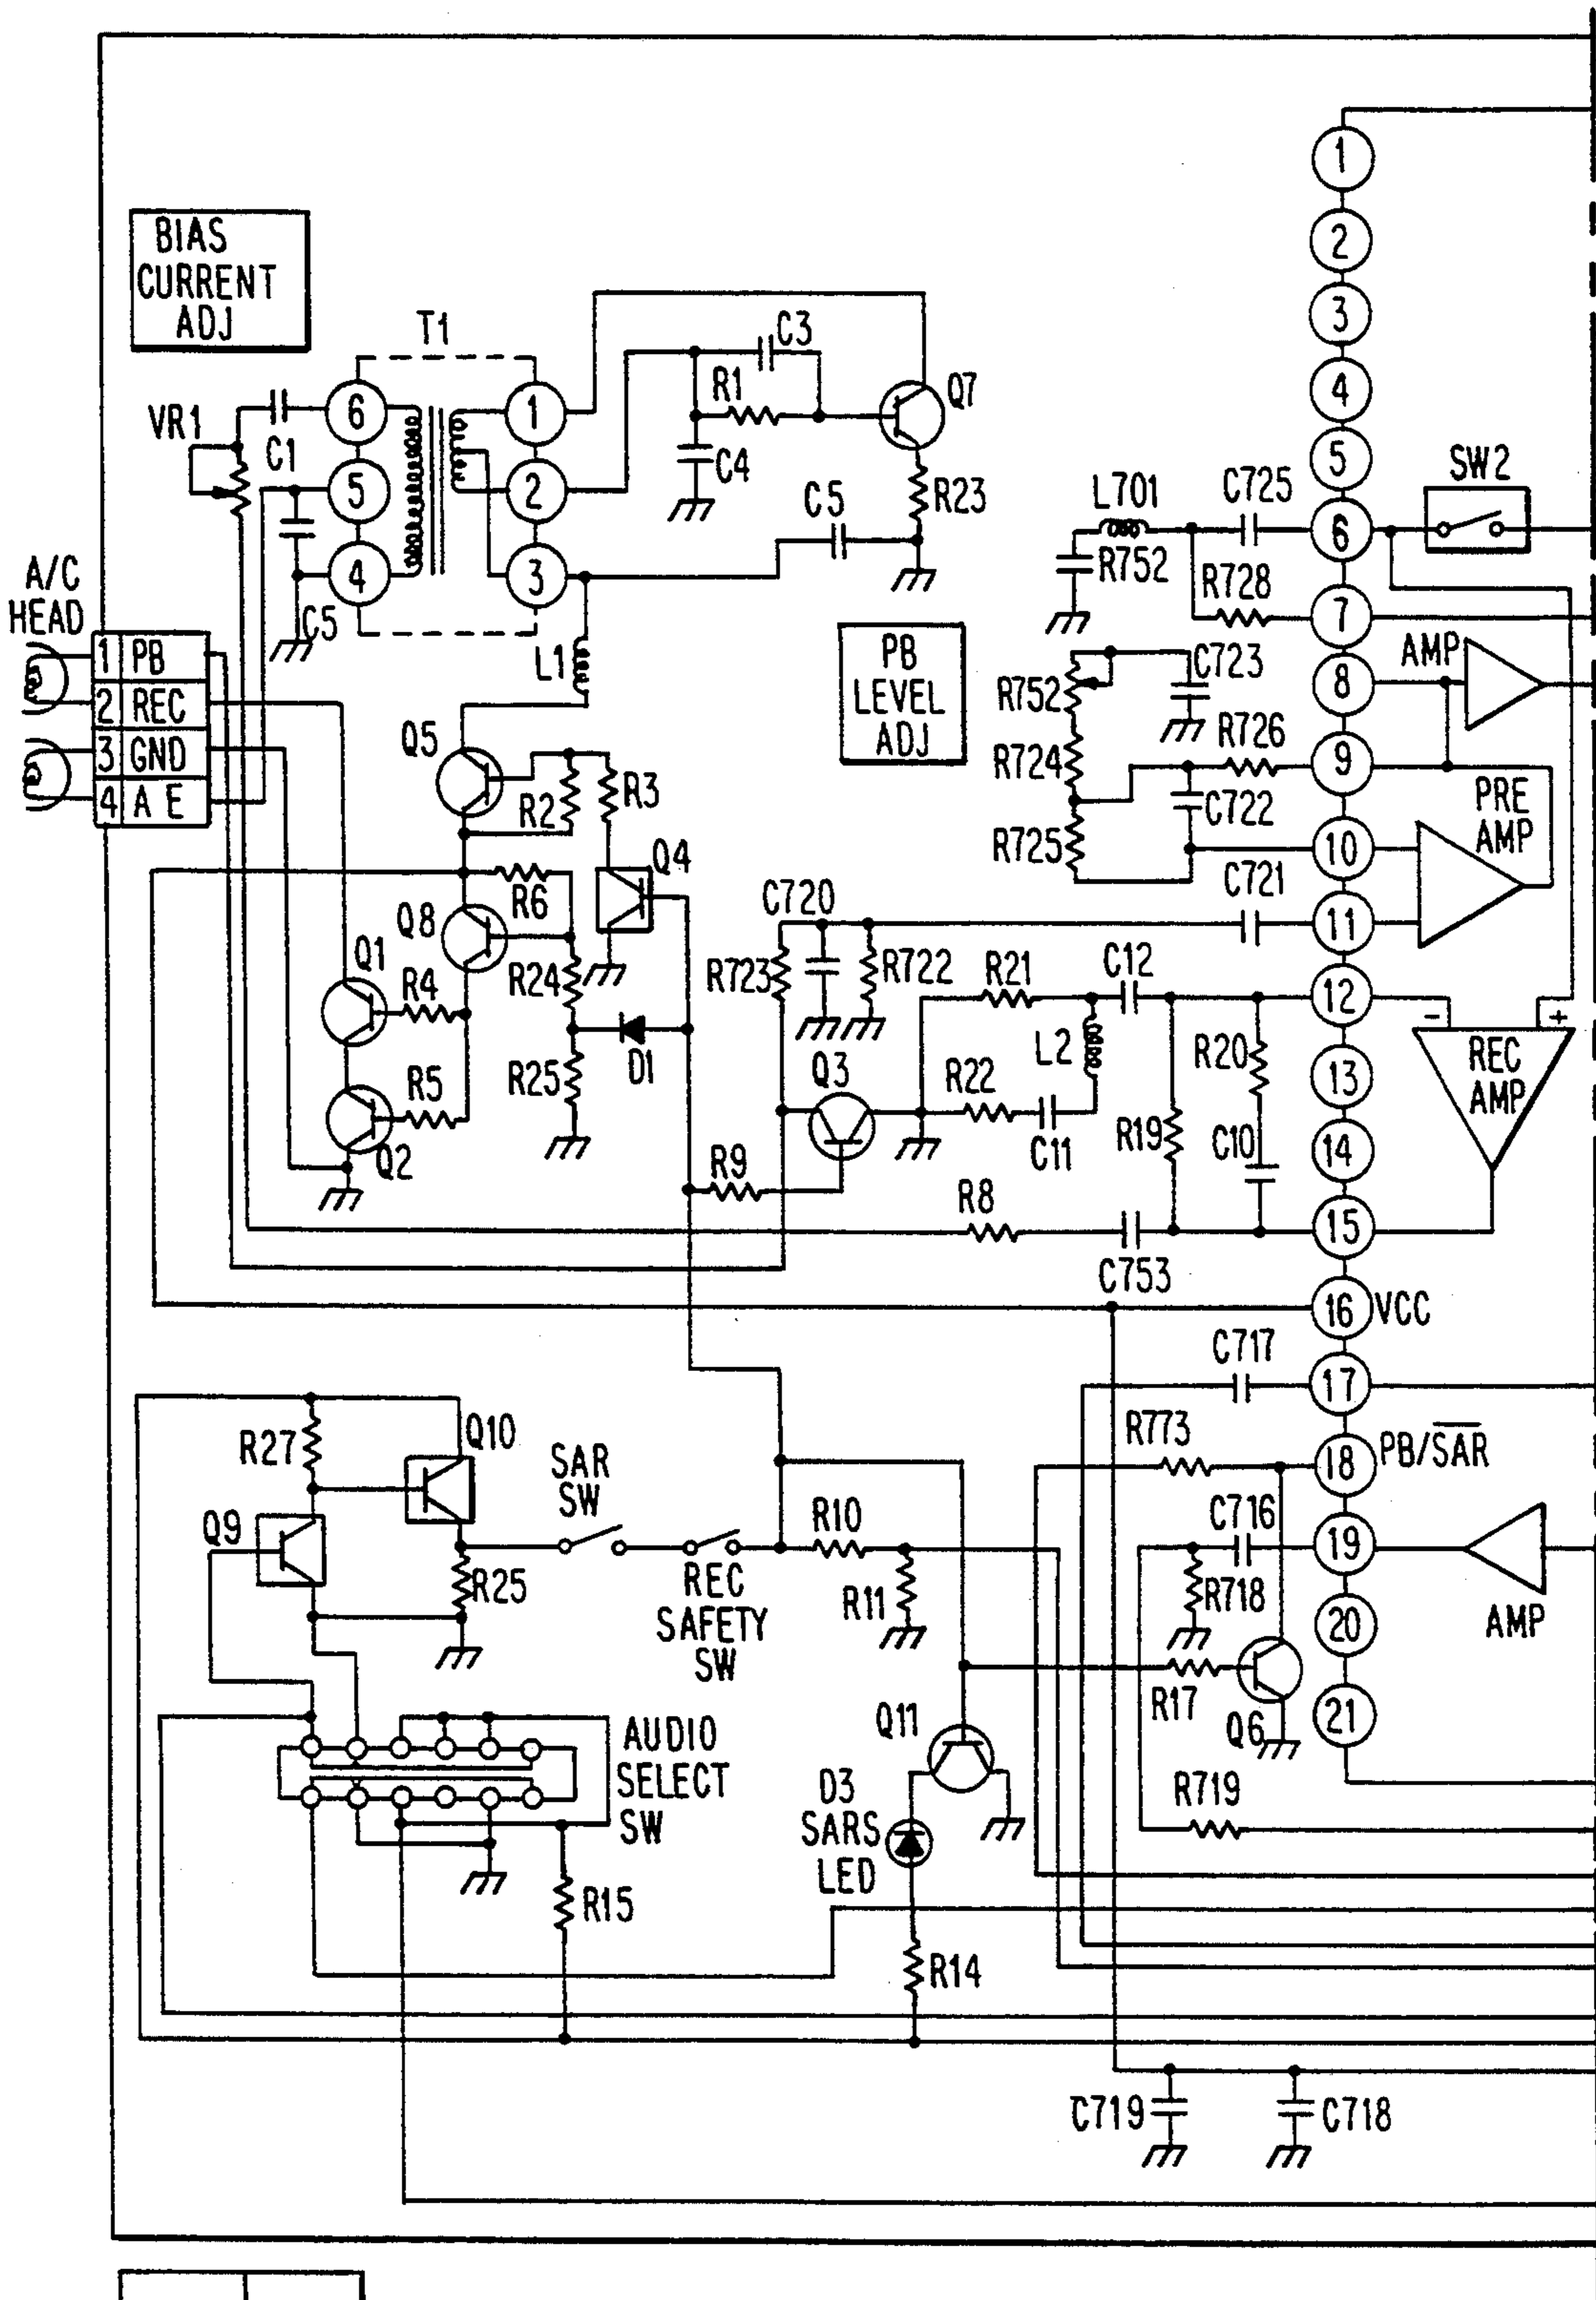 BIAS
CURRENT
ADJ
T1
C3
R1
Q7
C4
R23
C5
VR1
C1
6
5
4
1
2
3
C5
L1
A/C
HEAD
1 PB
2 REC
3 GND
4 A E
PB
LEVEL
ADJ
Q5
R2
R3
Q4
R6
Q8
Q1
R4
R24
R5
R25
D1
Q2
R9
C720
R723
R722
Q3
R21
C12
L2
R22
C11
R19
R20
C10
R8
C753
L701
C725
R752
R728
R752
C723
R724
R726
C722
R725
C721
1
2
3
4
5
6
7
8
9
10
11
12
13
14
15
16 VCC
17
18 PB/S̅A̅R̅
19
20
21
SW2
AMP
PRE
AMP
- +
REC
AMP
C717
R773
C716
R718
AMP
R17
Q6
R719
R27
Q10
Q9
R25
SAR
SW
REC
SAFETY
SW
R10
R11
Q11
AUDIO
SELECT
SW
D3
SARS
LED
R15
R14
C719
C718